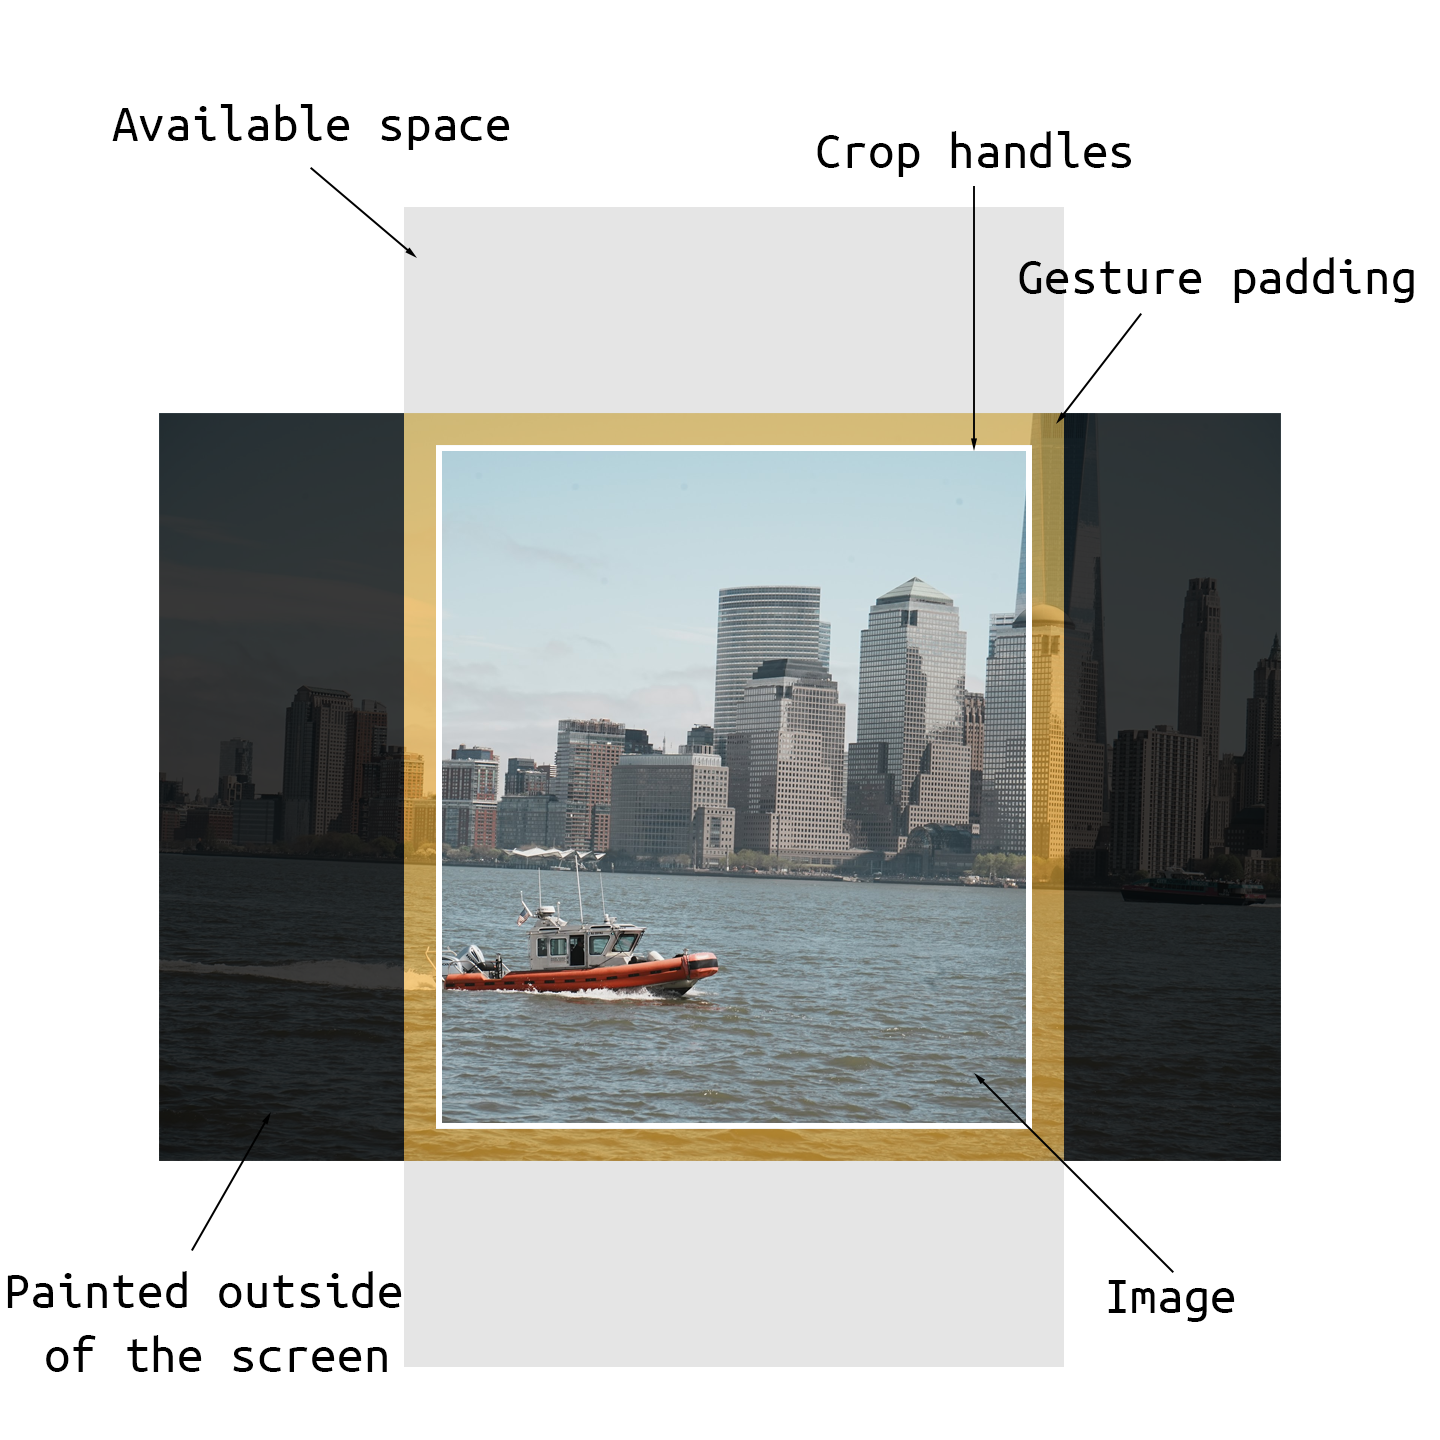 Available space
Crop handles
Gesture padding
Painted outside
of the screen
Image